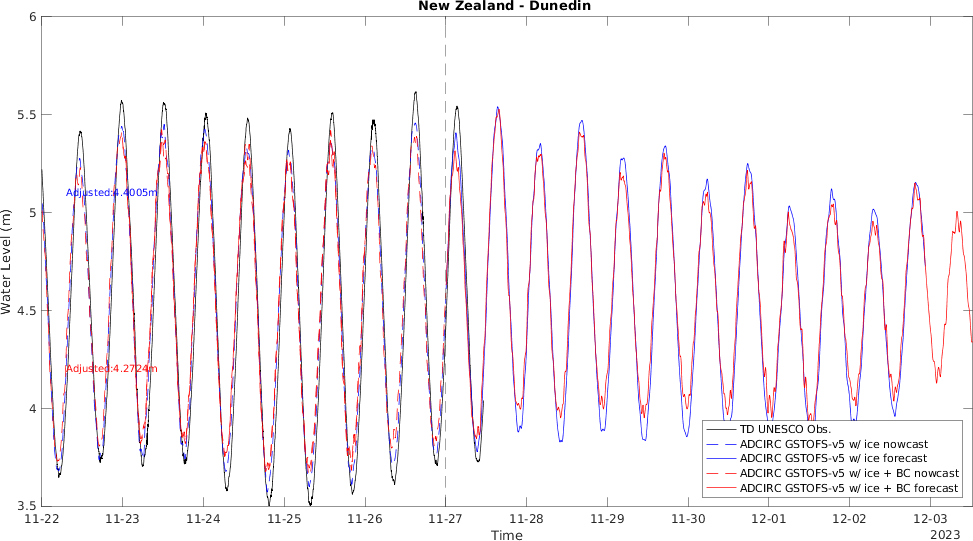 New Zealand - Dunedin
6
5.5
5
4.5
4
3.5
Water Level (m)
Adjusted:4.4005m
Adjusted:4.2724m
TD UNESCO Obs.
ADCIRC GSTOFS-v5 w/ ice nowcast
ADCIRC GSTOFS-v5 w/ ice forecast
ADCIRC GSTOFS-v5 w/ ice + BC nowcast
ADCIRC GSTOFS-v5 w/ ice + BC forecast
11-22 11-23 11-24 11-25 11-26 11-27 11-28 11-29 11-30 12-01 12-02 12-03
Time
2023